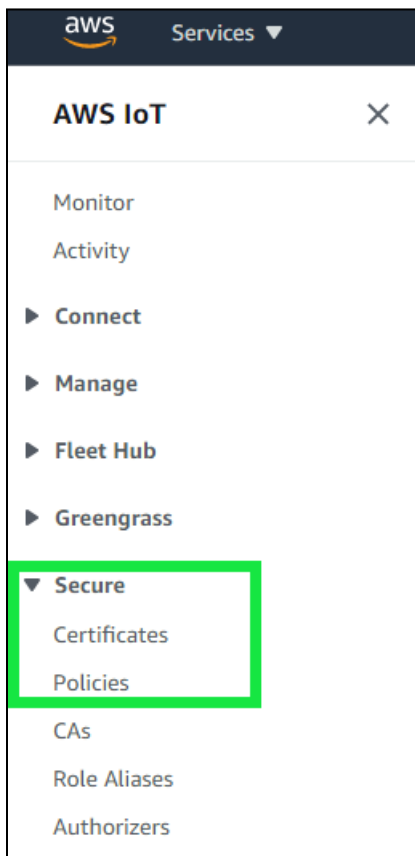 aws Services ▼
AWS IoT ×
Monitor
Activity
▶ Connect
▶ Manage
▶ Fleet Hub
▶ Greengrass
▼ Secure
Certificates
Policies
CAs
Role Aliases
Authorizers